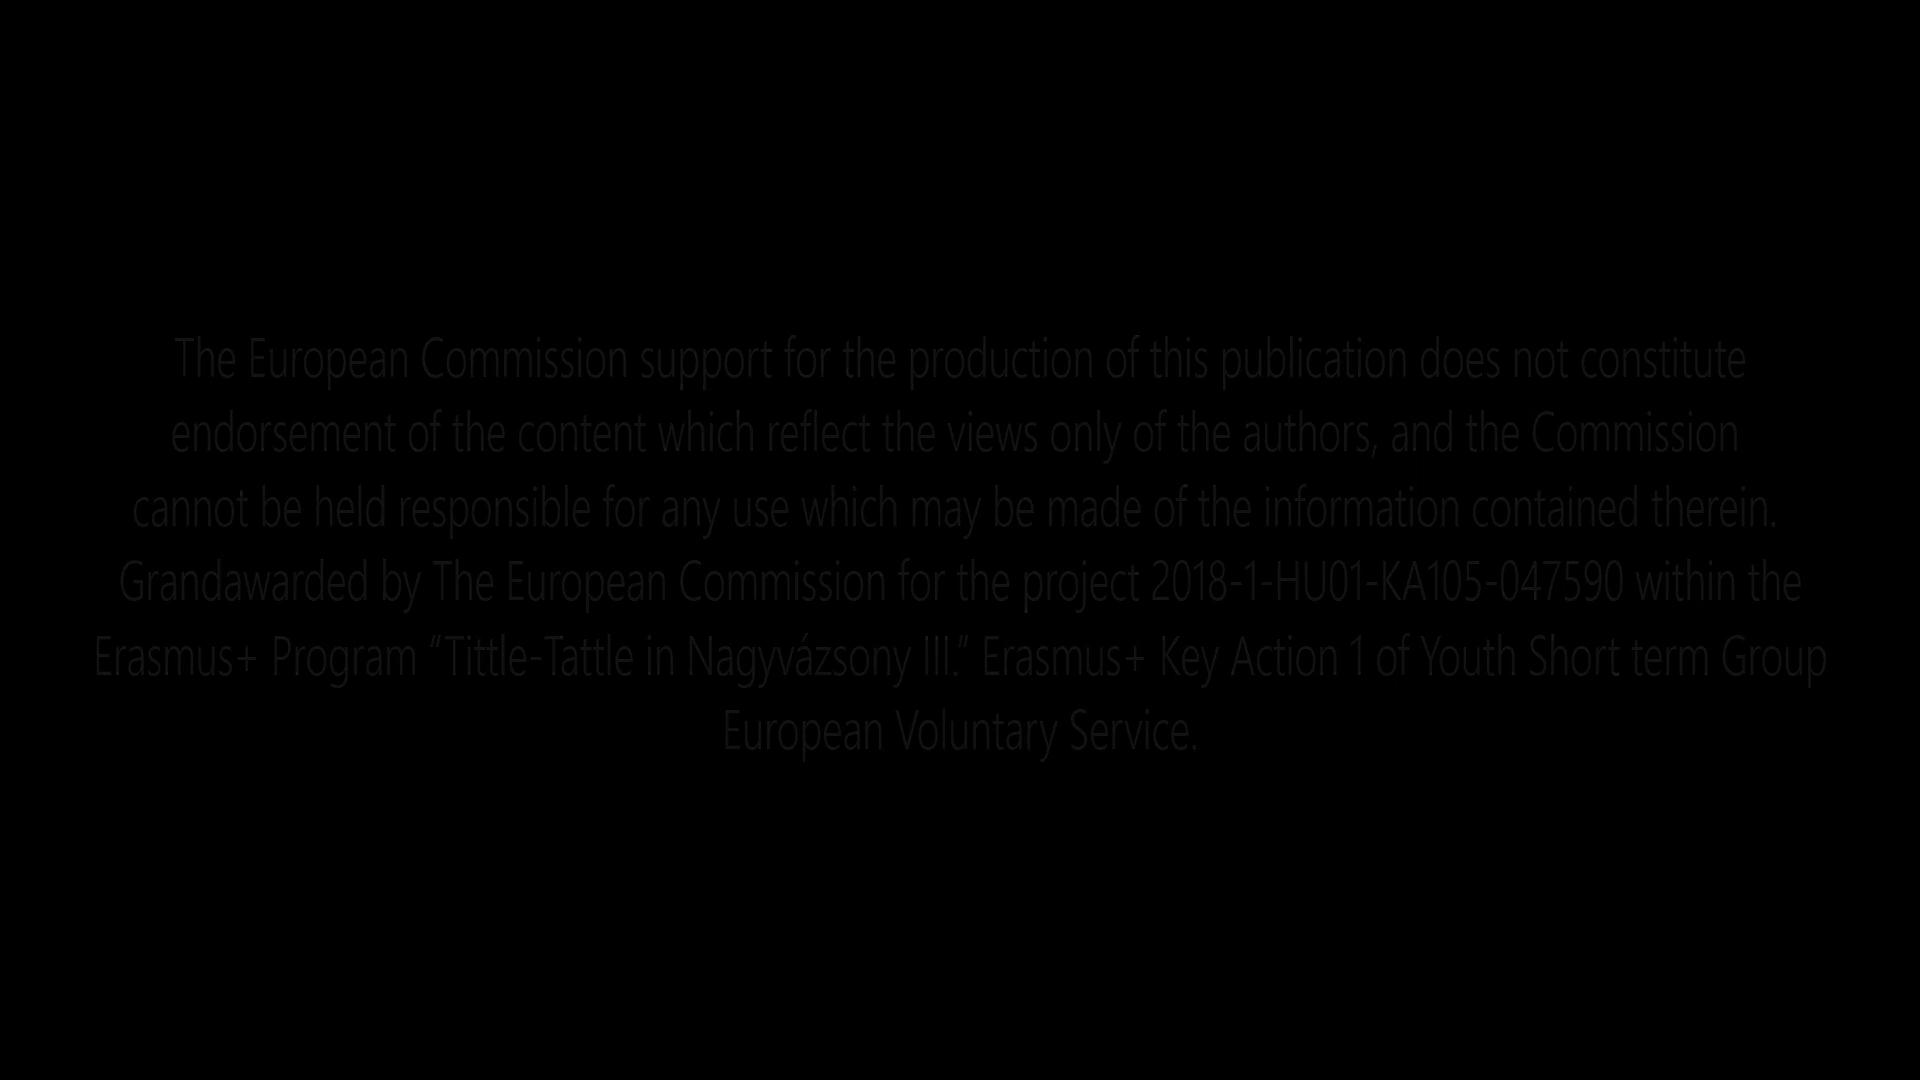 The European Commission support for the production of this publication does not constitute
endorsement of the content which reflect the views only of the authors, and the Commission
cannot be held responsible for any use which may be made of the information contained therein.
Grandawarded by The European Commission for the project 2018-1-HU01-KA105-047590 within the
Erasmus+ Program “Tittle-Tattle in Nagyvázsony III.” Erasmus+ Key Action 1 of Youth Short term Group
European Voluntary Service.